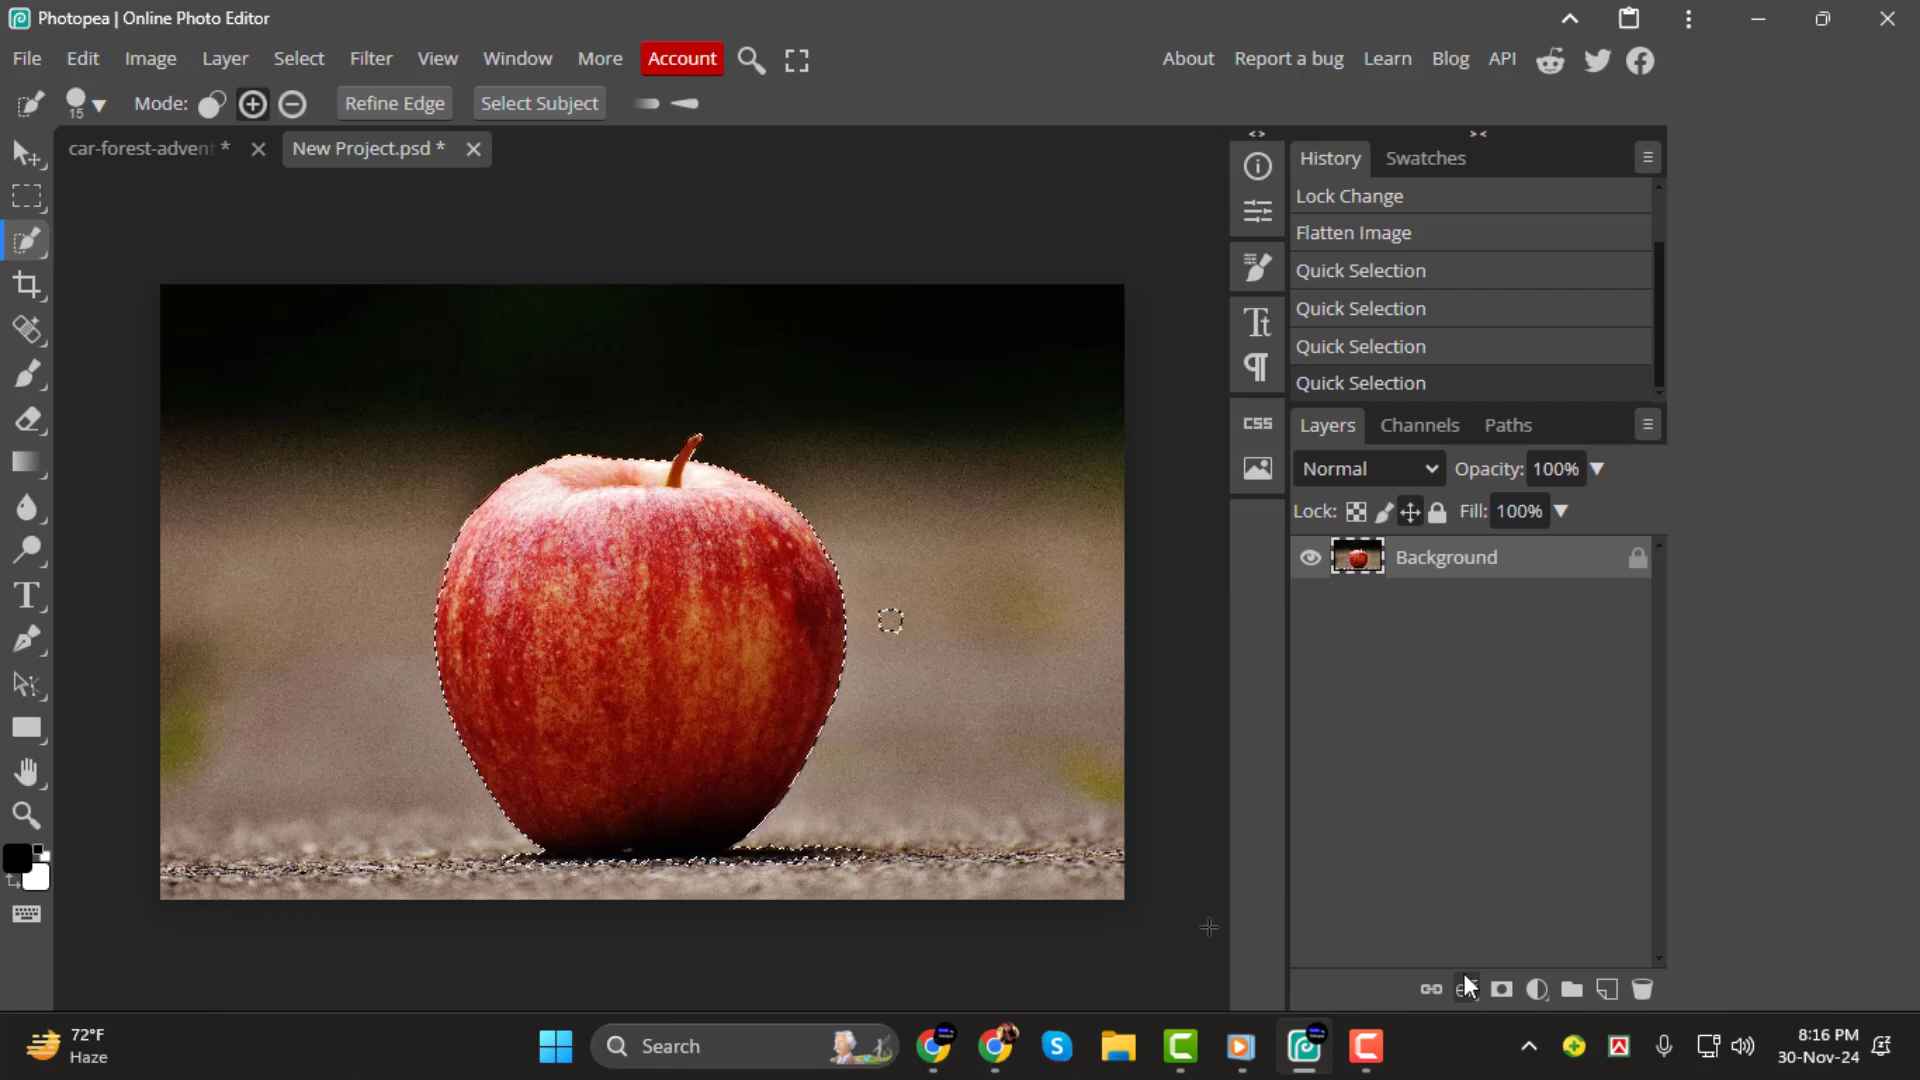 Photopea | Online Photo Editor
File Edit Image Layer Select Filter View Window More Account About Report a bug Learn Blog API
15 Mode: Refine Edge Select Subject
car-forest-advent * New Project.psd *
History Swatches
Lock Change
Flatten Image
Quick Selection
Quick Selection
Quick Selection
Quick Selection
CSS
Layers Channels Paths
Normal Opacity: 100%
Lock: Fill: 100%
Background
72°F
Haze
Search
8:16 PM
30-Nov-24